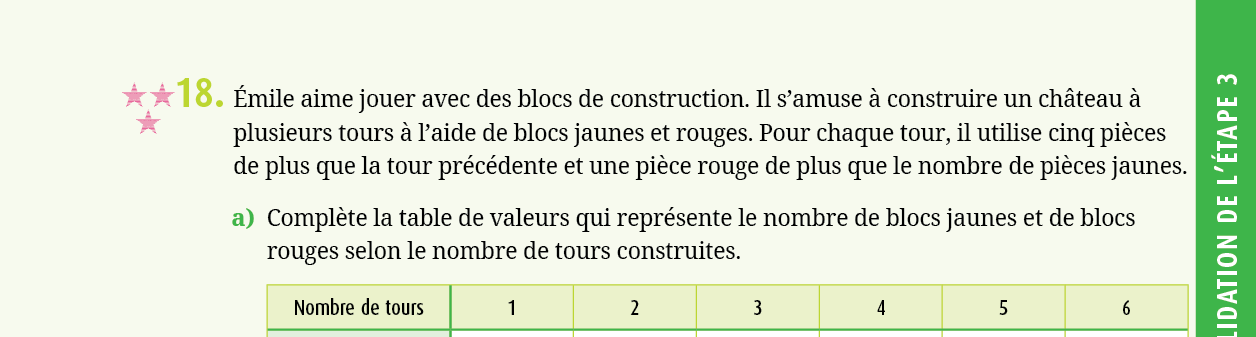 18. Émile aime jouer avec des blocs de construction. Il s’amuse à construire un château à
plusieurs tours à l’aide de blocs jaunes et rouges. Pour chaque tour, il utilise cinq pièces
de plus que la tour précédente et une pièce rouge de plus que le nombre de pièces jaunes.
a) Complète la table de valeurs qui représente le nombre de blocs jaunes et de blocs
rouges selon le nombre de tours construites.
Nombre de tours 1 2 3 4 5 6
LIDATION DE L’ÉTAPE 3